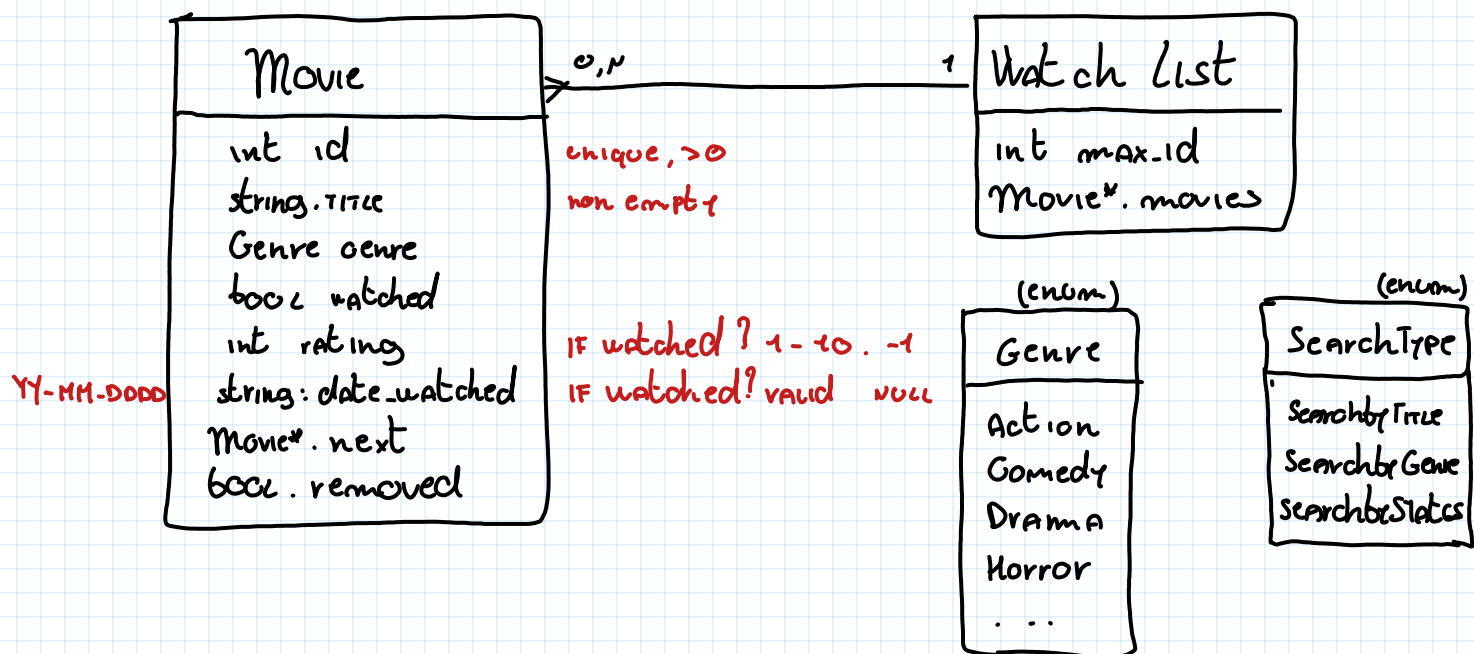 Movie
0,N
1
Watch List
int id
unique, >0
string.TITLE
non empty
Genre genre
bool watched
int rating
IF watched? 1-10. -1
YY-MM-DDDD
string: date_watched
IF watched? valid NULL
Movie*. next
bool. removed
int max_id
Movie*. movies
(enum)
Genre
Action
Comedy
Drama
Horror
...
(enum)
SearchType
SearchbyTitle
SearchbyGenre
SearchbyStatus